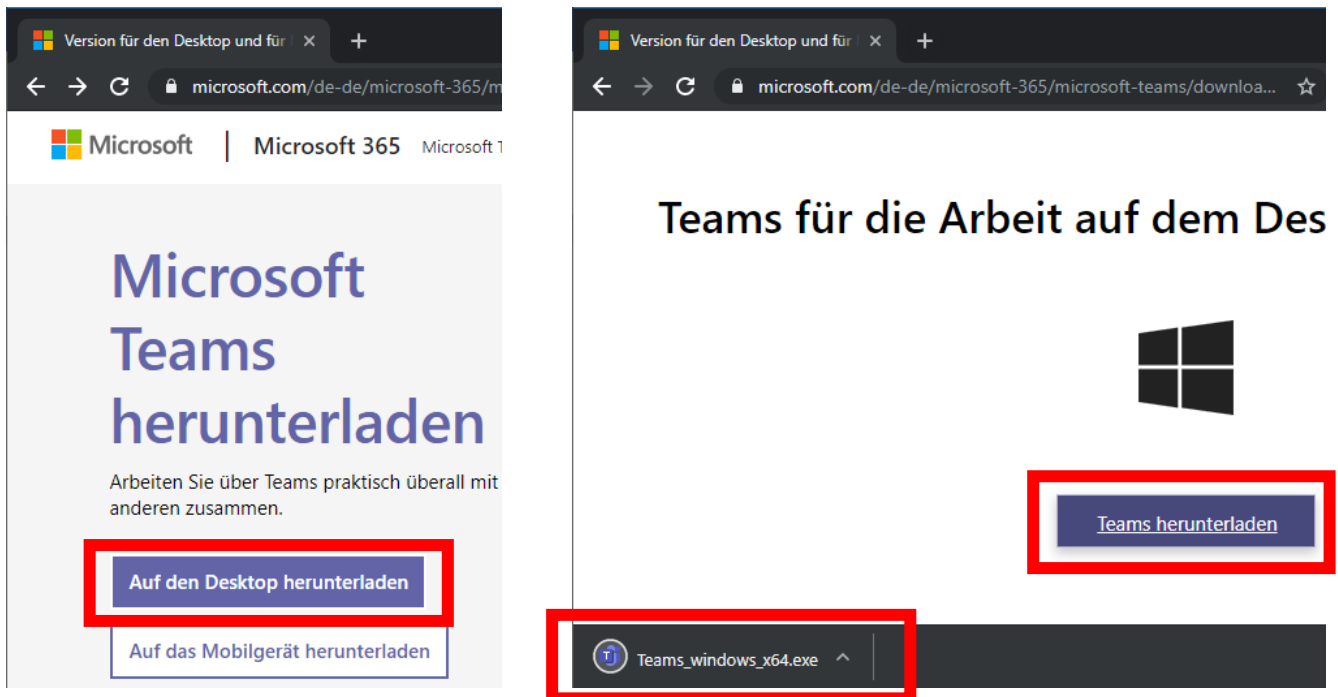 Version für den Desktop und für
microsoft.com/de-de/microsoft-365/m
Microsoft | Microsoft 365 Microsoft
Microsoft
Teams
herunterladen
Arbeiten Sie über Teams praktisch überall mit
anderen zusammen.
Auf den Desktop herunterladen
Auf das Mobilgerät herunterladen
Version für den Desktop und für
microsoft.com/de-de/microsoft-365/microsoft-teams/downloa...
Teams für die Arbeit auf dem Des
Teams herunterladen
Teams_windows_x64.exe